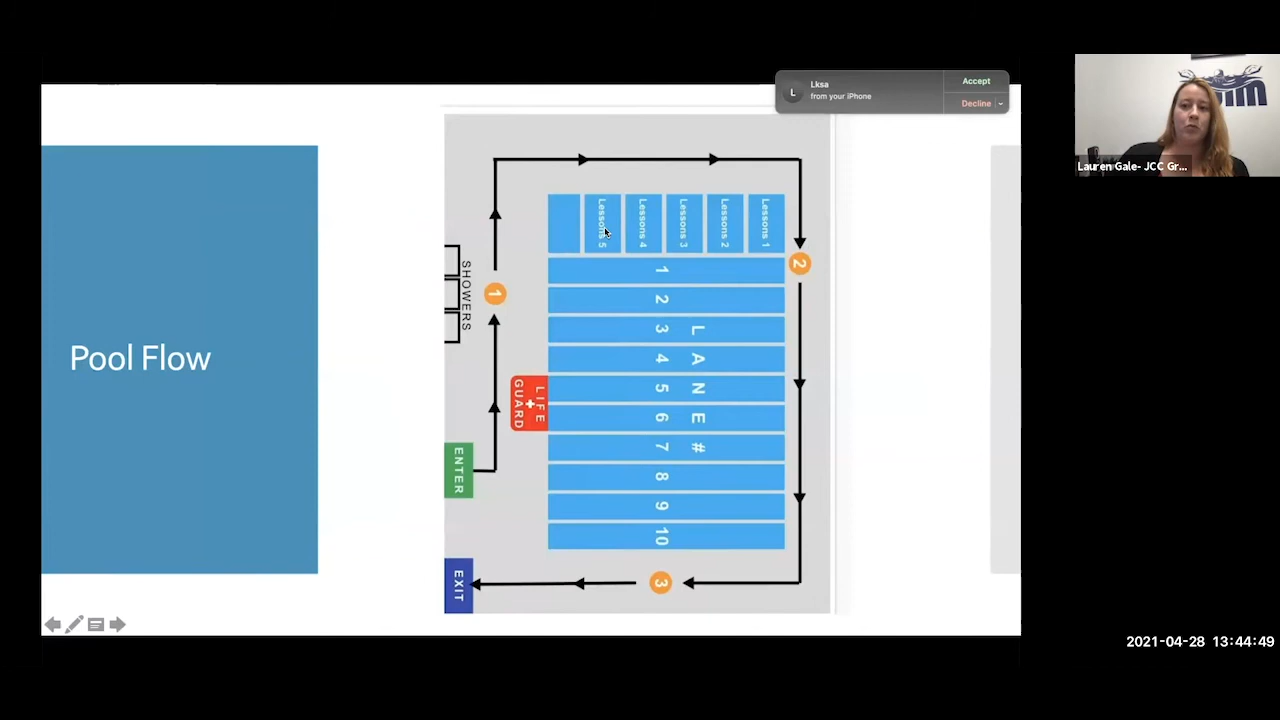 Lksa
from your iPhone
Accept
Decline
Lauren Gale- JCC Gr...
Pool Flow
Lessons 5
Lessons 4
Lessons 3
Lessons 2
Lessons 1
SHOWERS
1
2
1
2
3
4
5
6
7
8
9
10
LANE #
LIFE
GUARD
ENTER
EXIT
3
2021-04-28 13:44:49